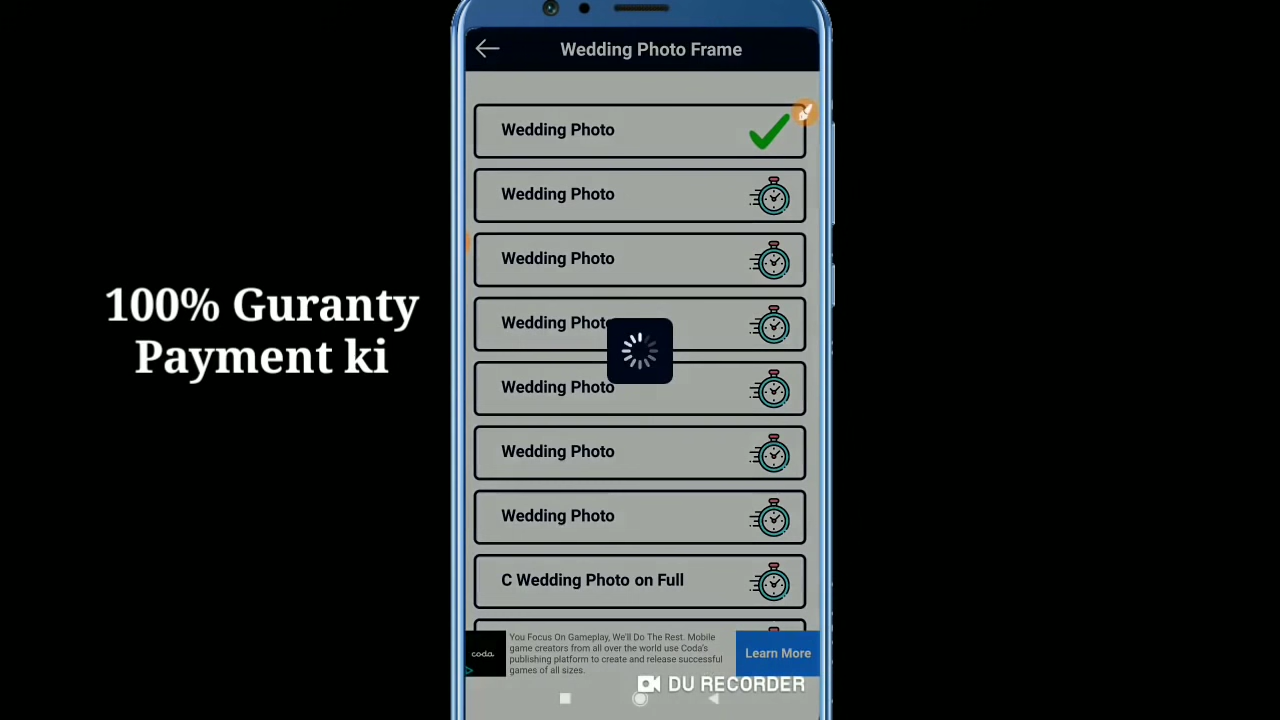 Wedding Photo Frame
Wedding Photo
Wedding Photo
Wedding Photo
100% Guranty
Payment ki
Wedding Photo
Wedding Photo
Wedding Photo
Wedding Photo
C Wedding Photo on Full
coda
You Focus On Gameplay, We'll Do The Rest. Mobile
game creators from all over the world use Coda's
publishing platform to create and release successful
games of all sizes.
Learn More
DU RECORDER